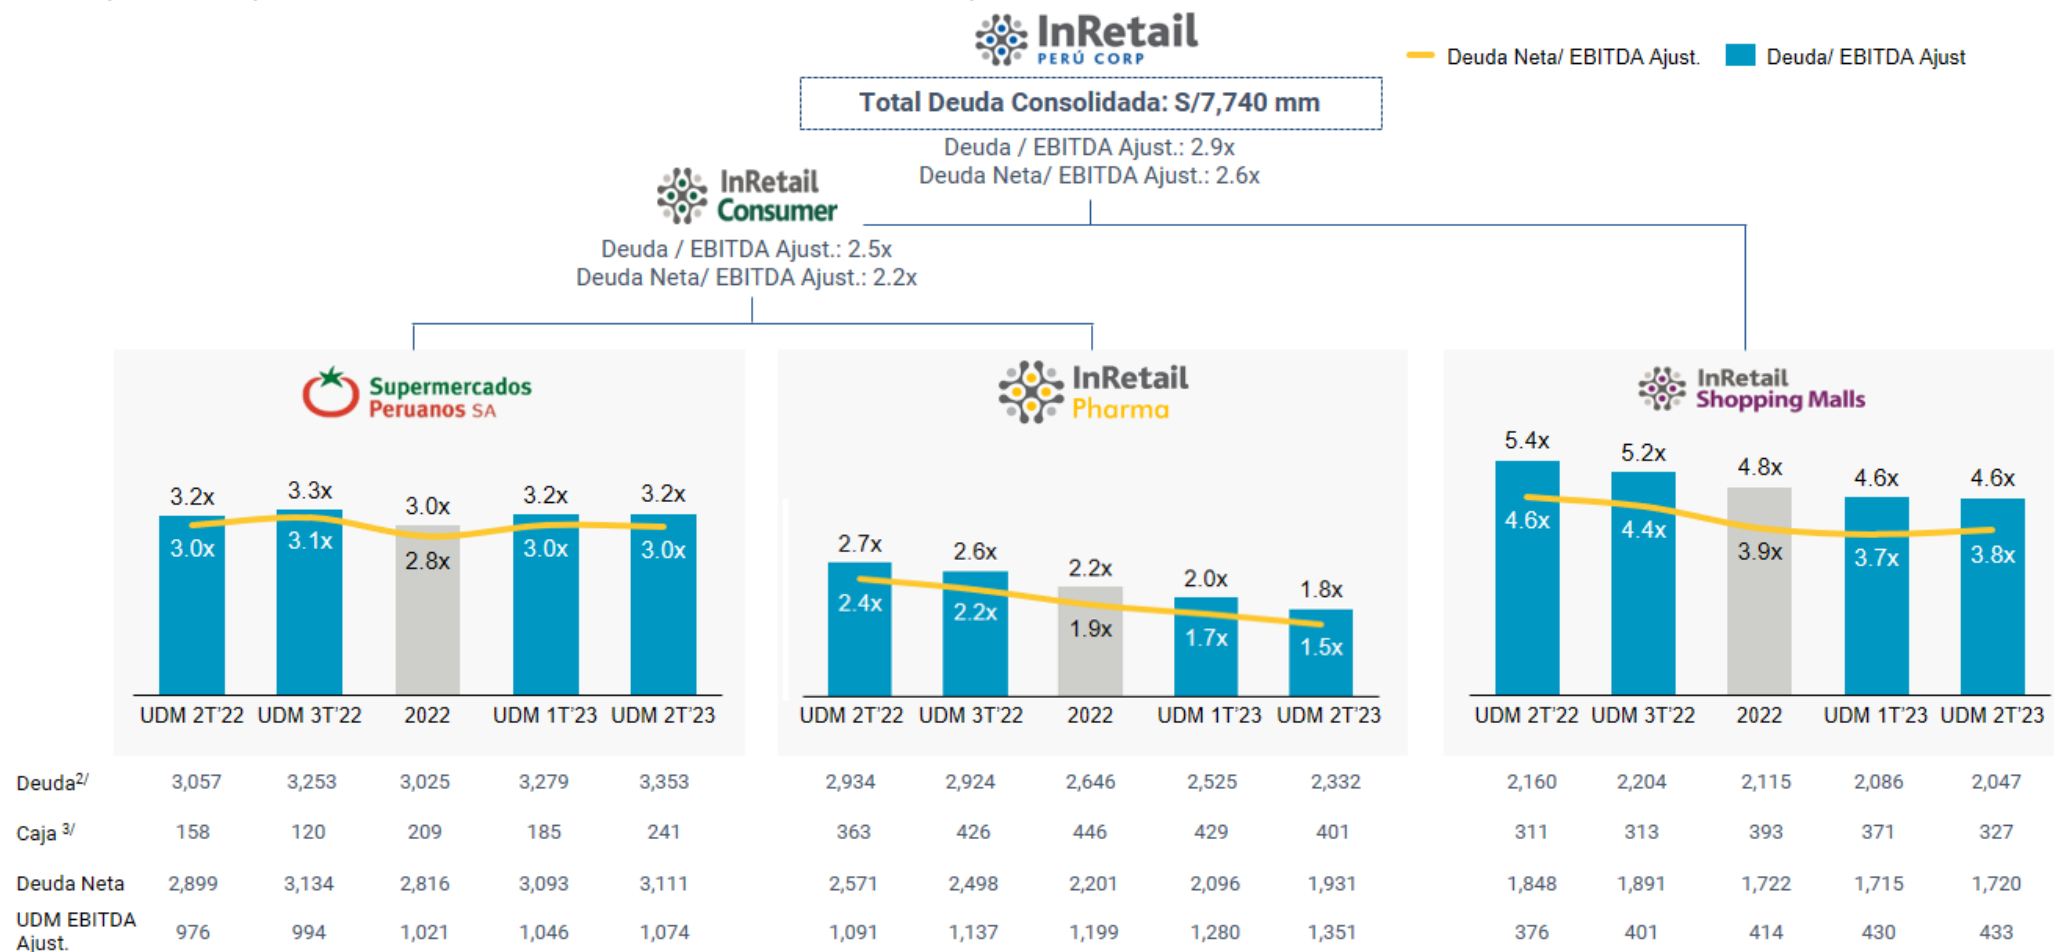 InRetail
PERÚ CORP
Deuda Neta/ EBITDA Ajust.
Deuda/ EBITDA Ajust
Total Deuda Consolidada: S/7,740 mm
Deuda / EBITDA Ajust.: 2.9x
Deuda Neta/ EBITDA Ajust.: 2.6x
InRetail
Consumer
Deuda / EBITDA Ajust.: 2.5x
Deuda Neta/ EBITDA Ajust.: 2.2x
Supermercados
Peruanos SA
3.2x 3.3x 3.0x 3.2x 3.2x
3.0x 3.1x 2.8x 3.0x 3.0x
UDM 2T'22 UDM 3T'22 2022 UDM 1T'23 UDM 2T'23
InRetail
Pharma
2.7x 2.6x 2.2x 2.0x 1.8x
2.4x 2.2x 1.9x 1.7x 1.5x
UDM 2T'22 UDM 3T'22 2022 UDM 1T'23 UDM 2T'23
InRetail
Shopping Malls
5.4x 5.2x 4.8x 4.6x 4.6x
4.6x 4.4x 3.9x 3.7x 3.8x
UDM 2T'22 UDM 3T'22 2022 UDM 1T'23 UDM 2T'23
Deuda2/ 3,057 3,253 3,025 3,279 3,353 2,934 2,924 2,646 2,525 2,332 2,160 2,204 2,115 2,086 2,047
Caja 3/ 158 120 209 185 241 363 426 446 429 401 311 313 393 371 327
Deuda Neta 2,899 3,134 2,816 3,093 3,111 2,571 2,498 2,201 2,096 1,931 1,848 1,891 1,722 1,715 1,720
UDM EBITDA
Ajust. 976 994 1,021 1,046 1,074 1,091 1,137 1,199 1,280 1,351 376 401 414 430 433